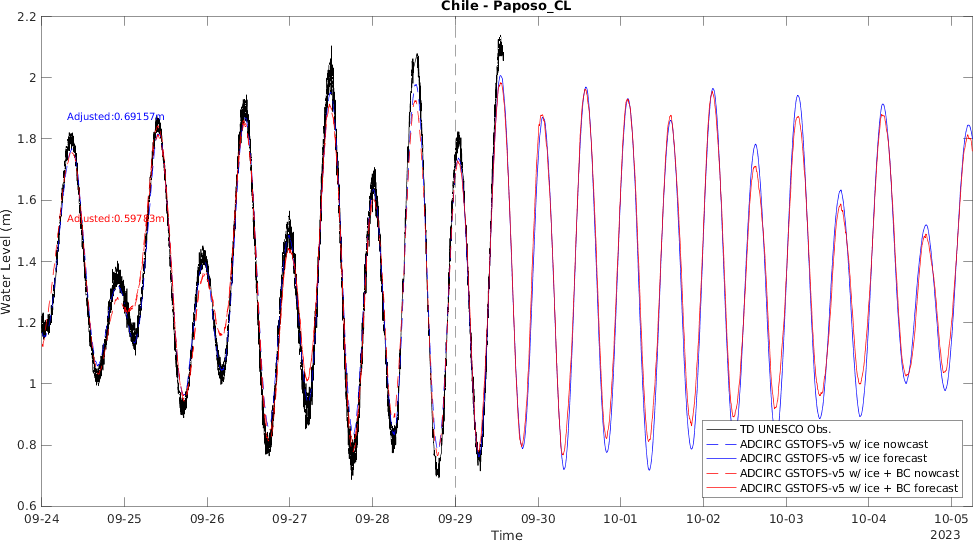 Chile - Paposo_CL
2.2
2
1.8
1.6
1.4
1.2
1
0.8
0.6
Water Level (m)
Adjusted:0.69157m
Adjusted:0.59783m
TD UNESCO Obs.
ADCIRC GSTOFS-v5 w/ ice nowcast
ADCIRC GSTOFS-v5 w/ ice forecast
ADCIRC GSTOFS-v5 w/ ice + BC nowcast
ADCIRC GSTOFS-v5 w/ ice + BC forecast
09-24 09-25 09-26 09-27 09-28 09-29 09-30 10-01 10-02 10-03 10-04 10-05
2023
Time